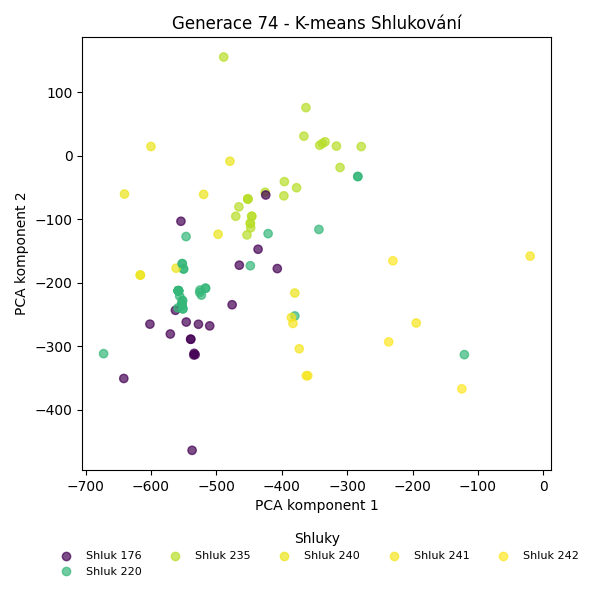 Generace 74 - K-means Shlukování
PCA komponent 2
100
0
−100
−200
−300
−400
−700 −600 −500 −400 −300 −200 −100 0
PCA komponent 1
Shluky
Shluk 176 Shluk 235 Shluk 240 Shluk 241 Shluk 242
Shluk 220